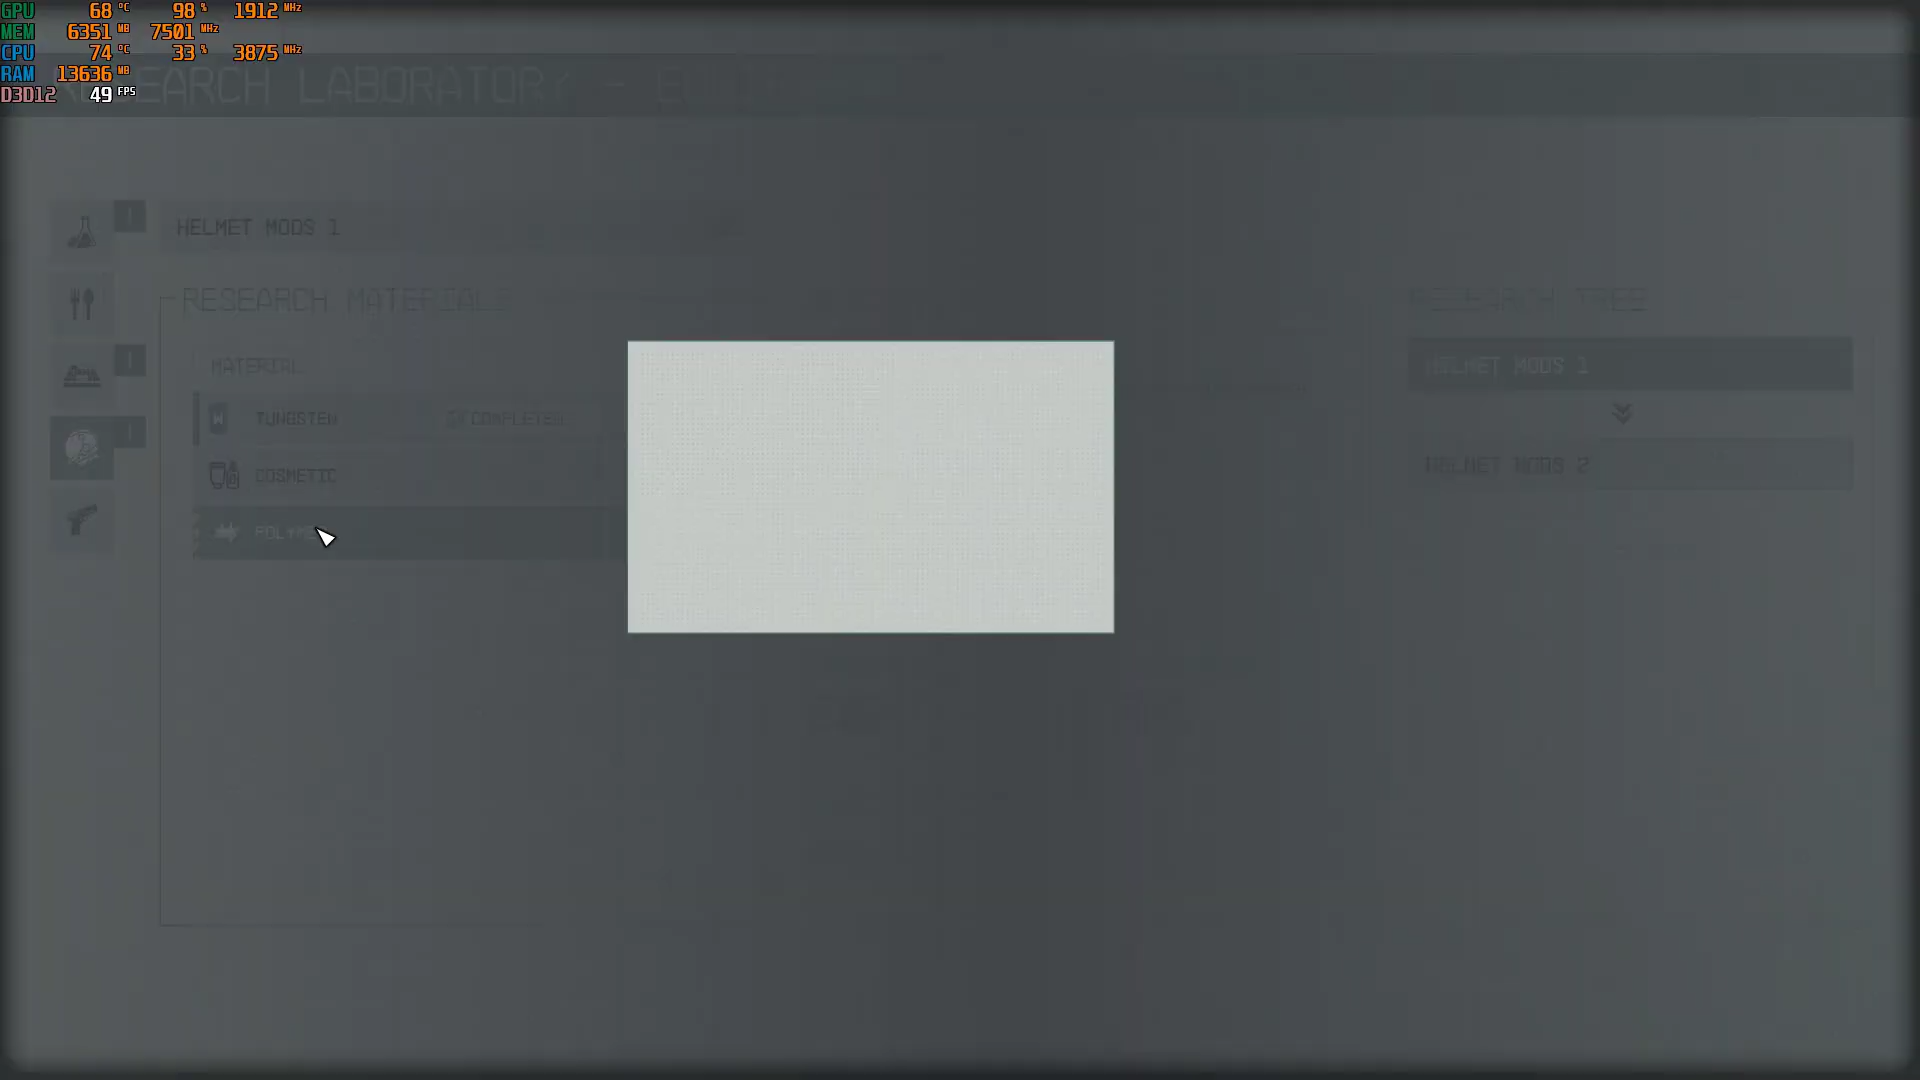 GPU 68 °C 98 % 1912 MHz
MEM 6351 MB 7501 MHz
CPU 74 °C 33 % 3875 MHz
RAM 13636 MB
D3D12 49 FPS
RESEARCH LABORATORY -
HELMET MODS 1
RESEARCH MATERIALS
MATERIAL
TUNGSTEN COMPLETED
COSMETIC
RESEARCH TREE
HELMET MODS 1
HELMET MODS 2